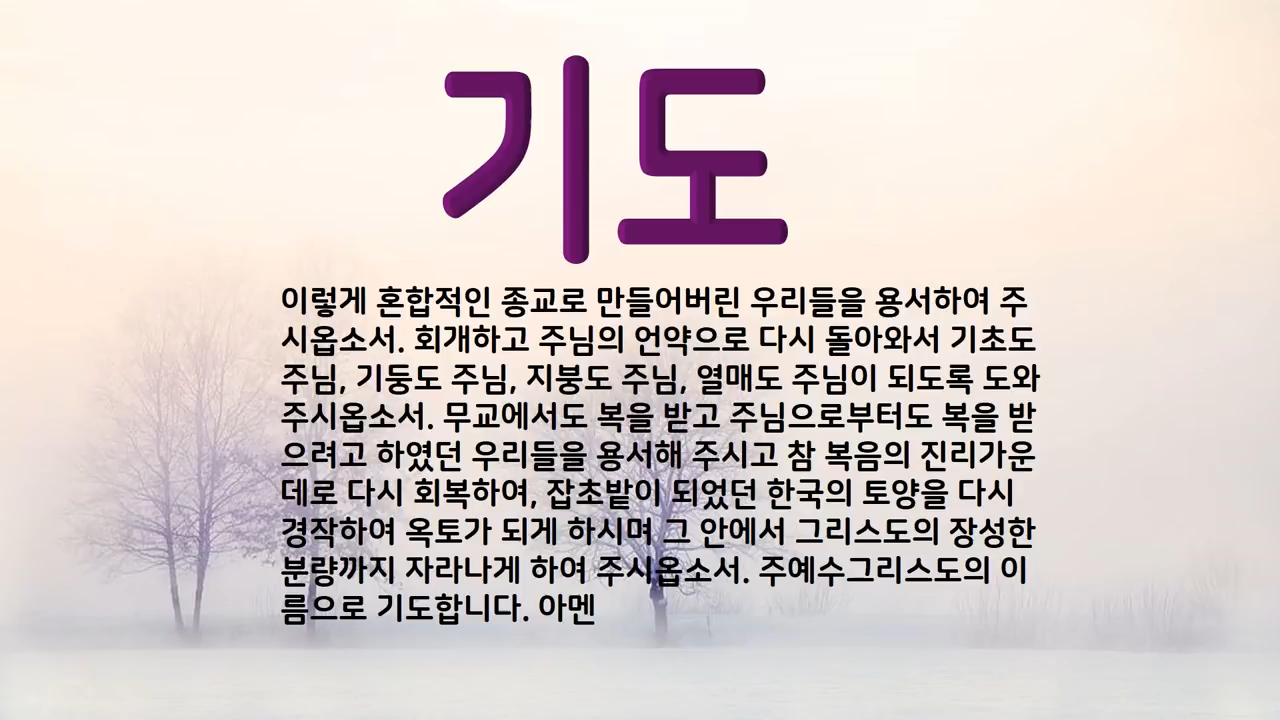 기도
이렇게 혼합적인 종교로 만들어버린 우리들을 용서하여 주
시옵소서. 회개하고 주님의 언약으로 다시 돌아와서 기초도
주님, 기둥도 주님, 지붕도 주님, 열매도 주님이 되도록 도와
주시옵소서. 무교에서도 복을 받고 주님으로부터도 복을 받
으려고 하였던 우리들을 용서해 주시고 참 복음의 진리가운
데로 다시 회복하여, 잡초밭이 되었던 한국의 토양을 다시
경작하여 옥토가 되게 하시며 그 안에서 그리스도의 장성한
분량까지 자라나게 하여 주시옵소서. 주예수그리스도의 이
름으로 기도합니다. 아멘